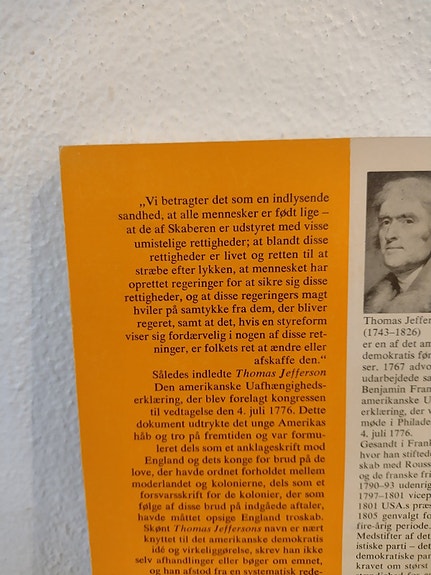 „Vi betragter det som en indlysende
sandhed, at alle mennesker er født lige –
at de af Skaberen er udstyret med visse
umistelige rettigheder; at blandt disse
rettigheder er livet og retten til at
stræbe efter lykken, at mennesket har
oprettet regeringer for at sikre sig disse
rettigheder, og at disse regeringers magt
hviler på samtykke fra dem, der bliver
regeret, samt at det, hvis en styreform
viser sig fordærvelig i nogen af disse ret-
ninger, er folkets ret at ændre eller
afskaffe den."
Således indledte Thomas Jefferson
Den amerikanske Uafhængigheds-
erklæring, der blev forelagt kongressen
til vedtagelse den 4. juli 1776. Dette
dokument udtrykte det unge Amerikas
håb og tro på fremtiden og var formu-
leret dels som et anklageskrift mod
England og dets konge for brud på de
love, der havde ordnet forholdet mellem
moderlandet og kolonierne, dels som et
forsvarsskrift for de kolonier, der som
følge af disse brud på indgåede aftaler,
havde måttet opsige England troskab.
Skønt Thomas Jeffersons navn er nært
knyttet til det amerikanske demokratis
idé og virkeliggørelse, skrev han ikke
selv afhandlinger eller bøger om emnet,
og han afstod fra en systematisk rede-
Thomas Jeffer
(1743–1826)
er en af det am
demokratis før
ser. 1767 advo
udarbejdede sa
Benjamin Fran
amerikanske U
erklæring, der v
møde i Philade
4. juli 1776.
Gesandt i Frank
hvor han stiftede
skab med Rouss
og de franske fri
1790–93 udenrig
1797–1801 vicep
1801 USA.s præs
1805 genvalgt fo
fire-årig periode.
Medstifter af det
istiske parti – det
demokratiske par
kravet om større